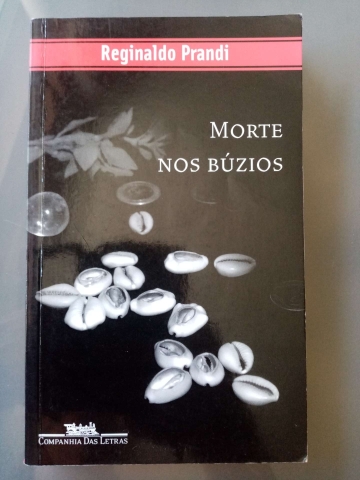 Reginaldo Prandi
MORTE
NOS BÚZIOS
COMPANHIA DAS LETRAS